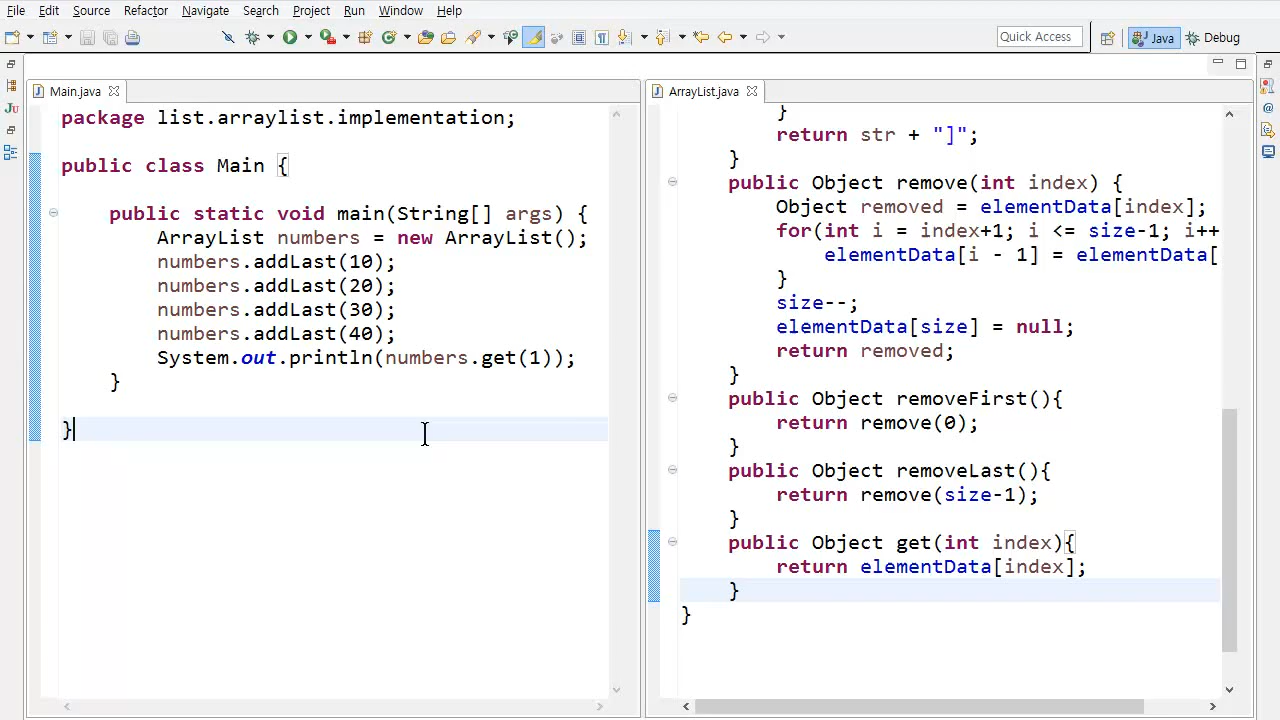 File Edit Source Refactor Navigate Search Project Run Window Help
Quick Access
Java
Debug
Main.java
package list.arraylist.implementation;
public class Main {
public static void main(String[] args) {
ArrayList numbers = new ArrayList();
numbers.addLast(10);
numbers.addLast(20);
numbers.addLast(30);
numbers.addLast(40);
System.out.println(numbers.get(1));
}
}
ArrayList.java
}
return str + "]";
}
public Object remove(int index) {
Object removed = elementData[index];
for(int i = index+1; i <= size-1; i++
elementData[i - 1] = elementData[
}
size--;
elementData[size] = null;
return removed;
}
public Object removeFirst(){
return remove(0);
}
public Object removeLast(){
return remove(size-1);
}
public Object get(int index){
return elementData[index];
}
}